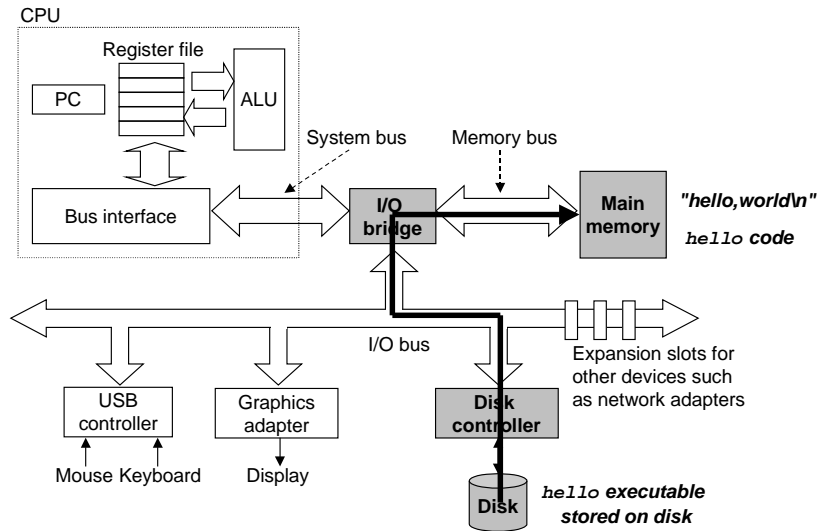 CPU
Register file
PC
ALU
System bus
Memory bus
Bus interface
I/O
bridge
Main
memory
"hello,world\n"
hello code
I/O bus
Expansion slots for
other devices such
as network adapters
USB
controller
Graphics
adapter
Disk
controller
Mouse Keyboard
Display
Disk
hello executable
stored on disk